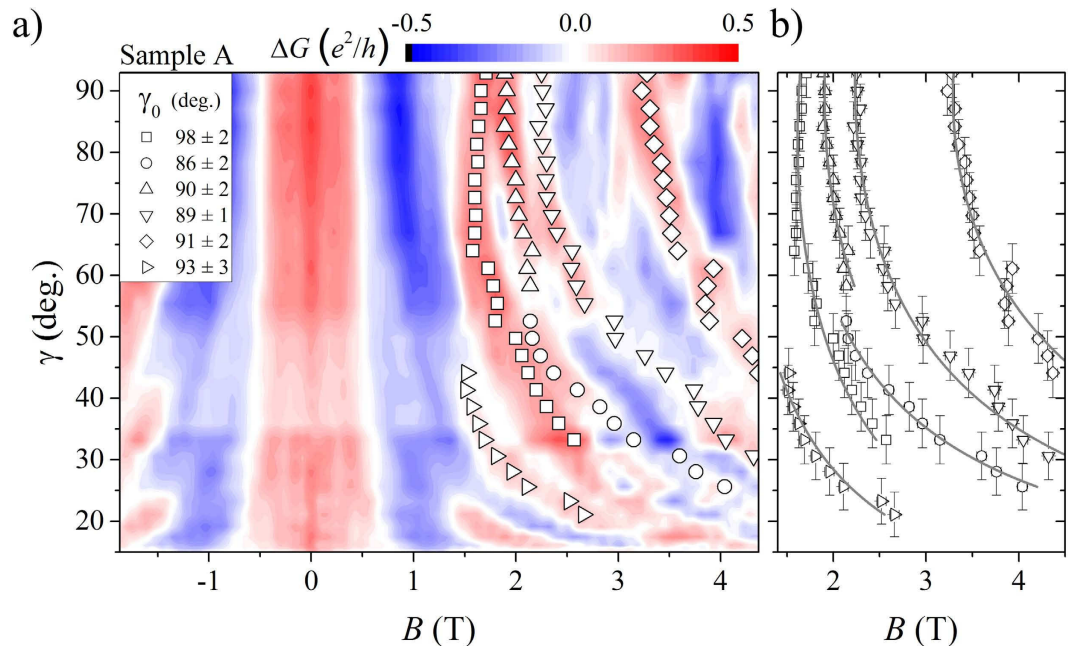 a)
b)
-0.5 0.0 0.5
Sample A ΔG (e²/h)
γ₀ (deg.)
98 ± 2
86 ± 2
90 ± 2
89 ± 1
91 ± 2
93 ± 3
γ (deg.)
90
80
70
60
50
40
30
20
-1 0 1 2 3 4
B (T)
2 3 4
B (T)